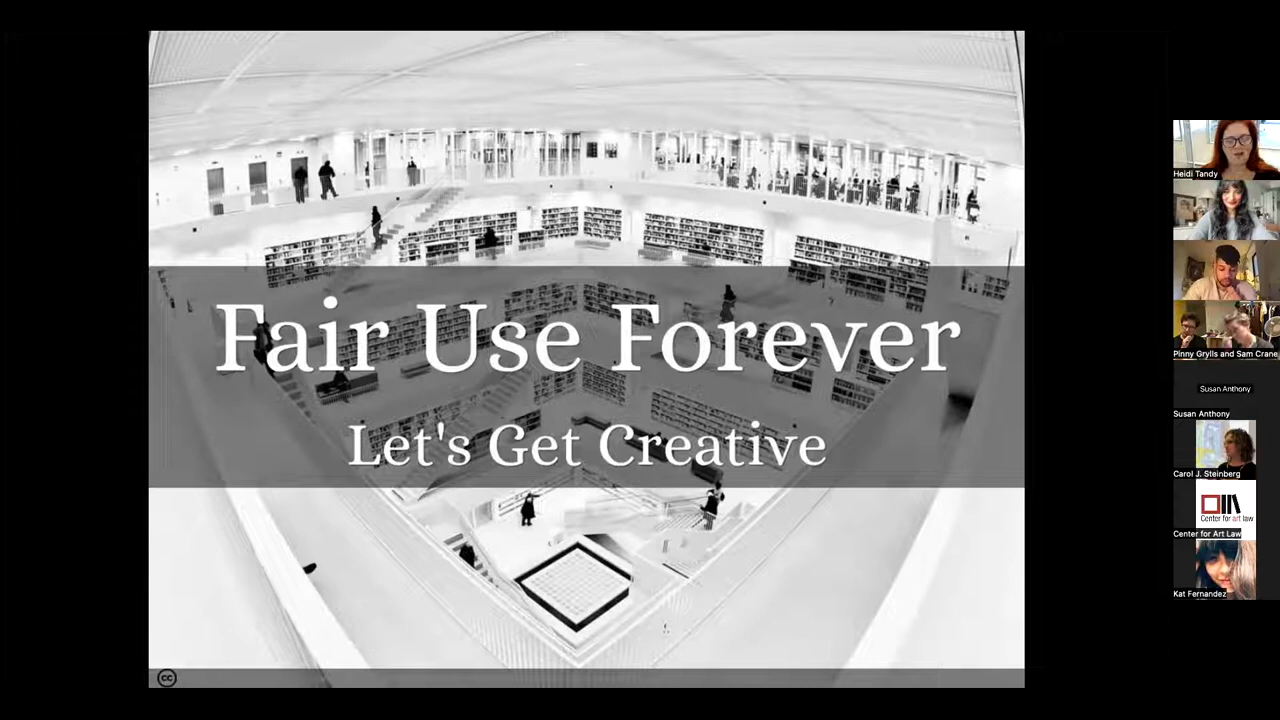 Fair Use Forever
Let's Get Creative
cc
Heidi Tandy
Pinny Grylls and Sam Crane
Susan Anthony
Susan Anthony
Carol J. Steinberg
Center for art law
Center for Art Law
Kat Fernandez